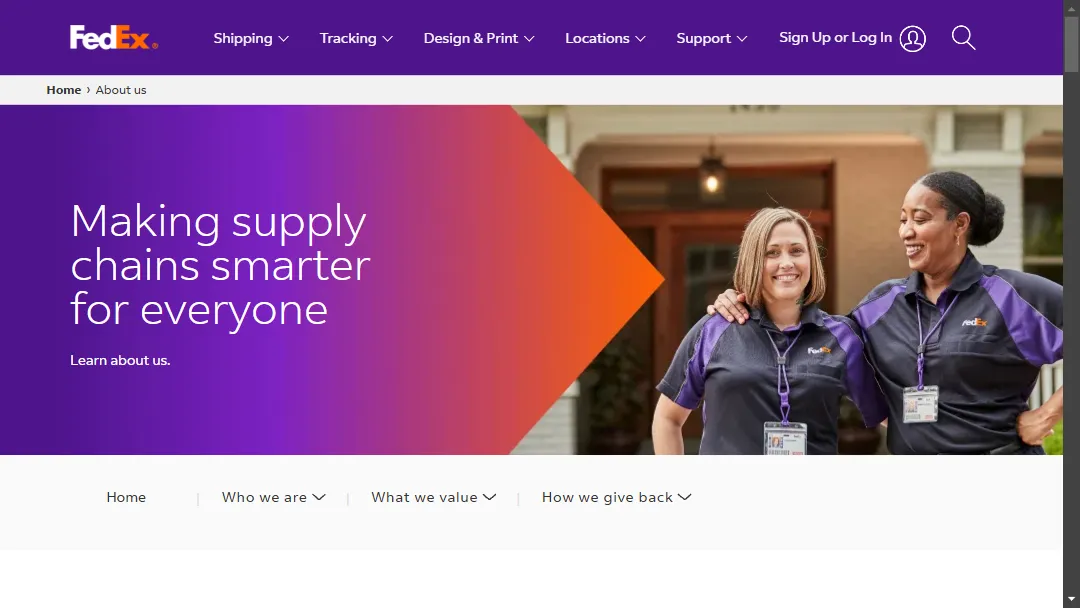 FedEx®
Shipping
Tracking
Design & Print
Locations
Support
Sign Up or Log In
Home › About us
Making supply
chains smarter
for everyone
Learn about us.
FedEx
FedEx
Home | Who we are | What we value | How we give back